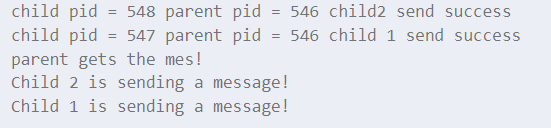 child pid = 548 parent pid = 546 child2 send success
child pid = 547 parent pid = 546 child 1 send success
parent gets the mes!
Child 2 is sending a message!
Child 1 is sending a message!